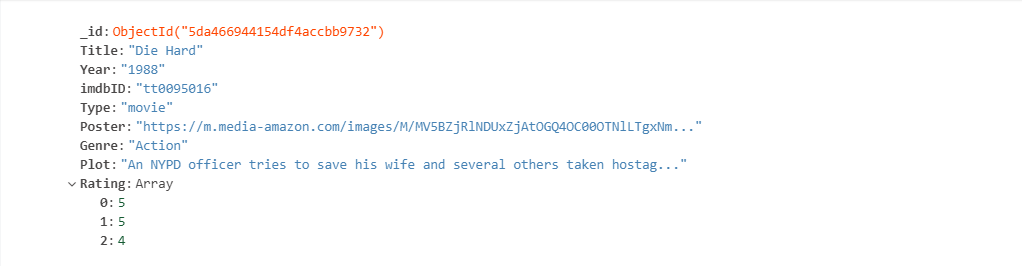 _id: ObjectId("5da466944154df4accbb9732")
Title: "Die Hard"
Year: "1988"
imdbID: "tt0095016"
Type: "movie"
Poster: "https://m.media-amazon.com/images/M/MV5BZjRlNDUxZjAtOGQ4OC00OTNlLTgxNm..."
Genre: "Action"
Plot: "An NYPD officer tries to save his wife and several others taken hostag..."
Rating: Array
0: 5
1: 5
2: 4